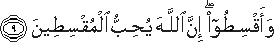 وَأَقْسِطُوٓا۟ ۖ إِنَّ ٱللَّهَ يُحِبُّ ٱلْمُقْسِطِينَ ﴿٩﴾